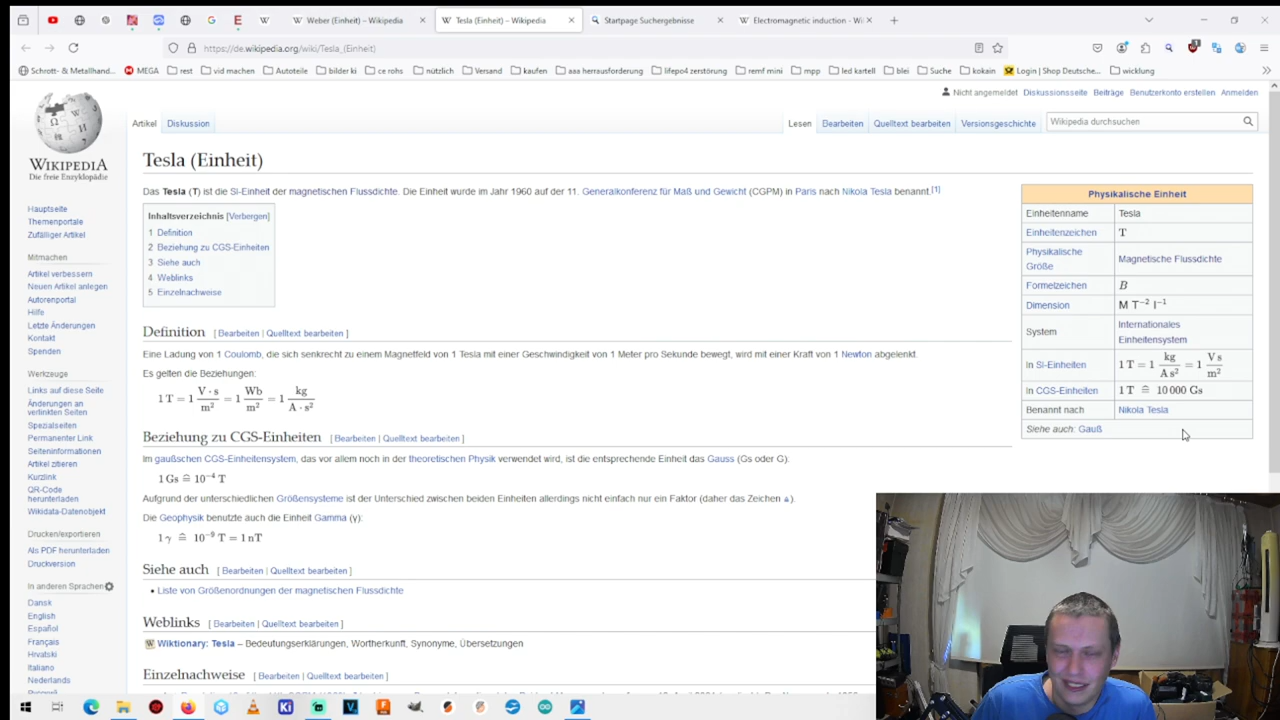 Weber (Einheit) – Wikipedia
Tesla (Einheit) – Wikipedia
Startpage Suchergebnisse
Electromagnetic induction - Wi
https://de.wikipedia.org/wiki/Tesla_(Einheit)
Schrott- & Metallhand... MEGA rest vid machen Autoteile bilder ki ce rohs nützlich Versand kaufen aaa herrausforderung lifepo4 zerstörung remf mini mpp led kartell blei Suche kokain Login | Shop Deutsche... wicklung
Nicht angemeldet Diskussionsseite Beiträge Benutzerkonto erstellen Anmelden
Artikel Diskussion Lesen Bearbeiten Quelltext bearbeiten Versionsgeschichte Wikipedia durchsuchen
WIKIPEDIA
Die freie Enzyklopädie
Hauptseite
Themenportale
Zufälliger Artikel
Mitmachen
Artikel verbessern
Neuen Artikel anlegen
Autorenportal
Hilfe
Letzte Änderungen
Kontakt
Spenden
Werkzeuge
Links auf diese Seite
Änderungen an
verlinkten Seiten
Spezialseiten
Permanenter Link
Seiteninformationen
Artikel zitieren
Kurzlink
QR-Code
herunterladen
Wikidata-Datenobjekt
Drucken/exportieren
Als PDF herunterladen
Druckversion
In anderen Sprachen
Dansk
English
Español
Français
Hrvatski
Italiano
Nederlands
Русский
Tesla (Einheit)
Das Tesla (T) ist die SI-Einheit der magnetischen Flussdichte. Die Einheit wurde im Jahr 1960 auf der 11. Generalkonferenz für Maß und Gewicht (CGPM) in Paris nach Nikola Tesla benannt.[1]
Inhaltsverzeichnis [Verbergen]
1 Definition
2 Beziehung zu CGS-Einheiten
3 Siehe auch
4 Weblinks
5 Einzelnachweise
Definition [ Bearbeiten | Quelltext bearbeiten ]
Eine Ladung von 1 Coulomb, die sich senkrecht zu einem Magnetfeld von 1 Tesla mit einer Geschwindigkeit von 1 Meter pro Sekunde bewegt, wird mit einer Kraft von 1 Newton abgelenkt.
Es gelten die Beziehungen:
1 T = 1 V·s/m² = 1 Wb/m² = 1 kg/A·s²
Beziehung zu CGS-Einheiten [ Bearbeiten | Quelltext bearbeiten ]
Im gaußschen CGS-Einheitensystem, das vor allem noch in der theoretischen Physik verwendet wird, ist die entsprechende Einheit das Gauss (Gs oder G).
1 Gs ≙ 10⁻⁴ T
Aufgrund der unterschiedlichen Größensysteme ist der Unterschied zwischen beiden Einheiten allerdings nicht einfach nur ein Faktor (daher das Zeichen ≙).
Die Geophysik benutzte auch die Einheit Gamma (γ):
1 γ ≙ 10⁻⁹ T = 1 nT
Siehe auch [ Bearbeiten | Quelltext bearbeiten ]
• Liste von Größenordnungen der magnetischen Flussdichte
Weblinks [ Bearbeiten | Quelltext bearbeiten ]
Wiktionary: Tesla – Bedeutungserklärungen, Wortherkunft, Synonyme, Übersetzungen
Einzelnachweise [ Bearbeiten | Quelltext bearbeiten ]
Physikalische Einheit
Einheitenname Tesla
Einheitenzeichen T
Physikalische
Größe Magnetische Flussdichte
Formelzeichen B
Dimension M T⁻² I⁻¹
System Internationales
Einheitensystem
In SI-Einheiten 1 T = 1 kg/A s² = 1 V s/m²
In CGS-Einheiten 1 T ≙ 10 000 Gs
Benannt nach Nikola Tesla
Siehe auch: Gauß